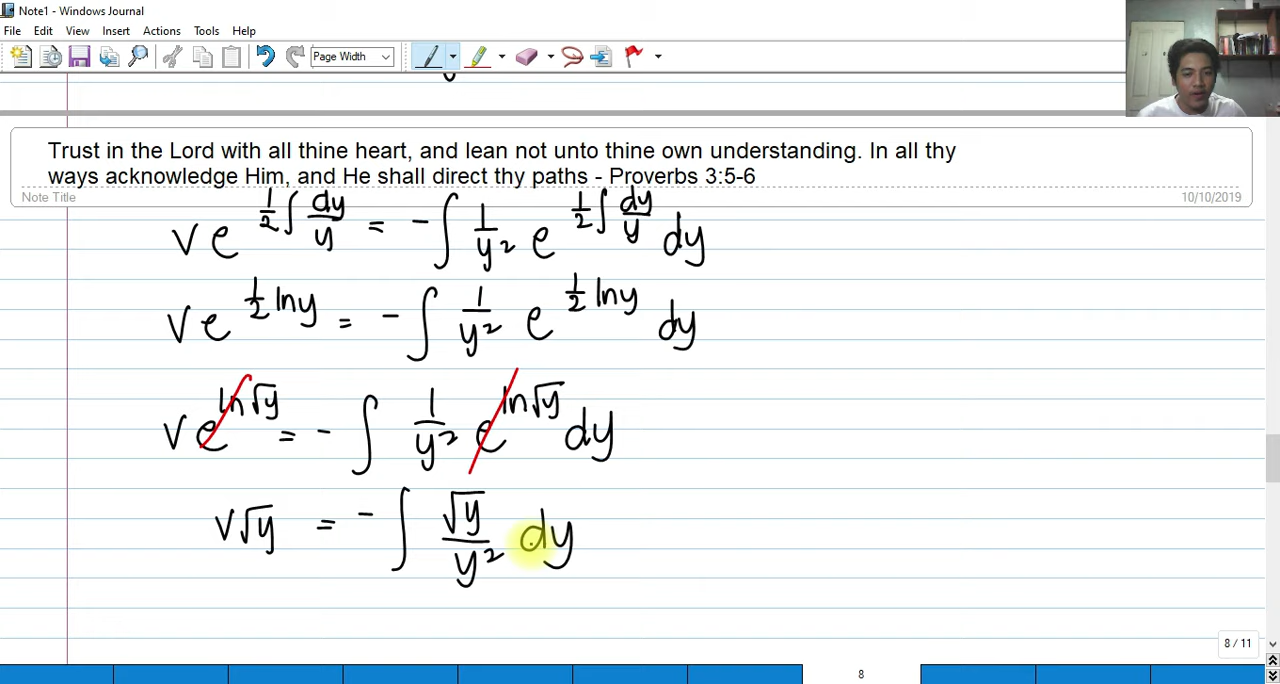 Note1 - Windows Journal
File Edit View Insert Actions Tools Help
Page Width
Trust in the Lord with all thine heart, and lean not unto thine own understanding. In all thy
ways acknowledge Him, and He shall direct thy paths - Proverbs 3:5-6
Note Title 10/10/2019
v e^{1/2 ∫ dy/y} = - ∫ 1/y² e^{1/2 ∫ dy/y} dy
v e^{1/2 ln y} = - ∫ 1/y² e^{1/2 ln y} dy
v e^{ln √y} = - ∫ 1/y² e^{ln √y} dy
v√y = - ∫ √y/y² dy
8 / 11
8